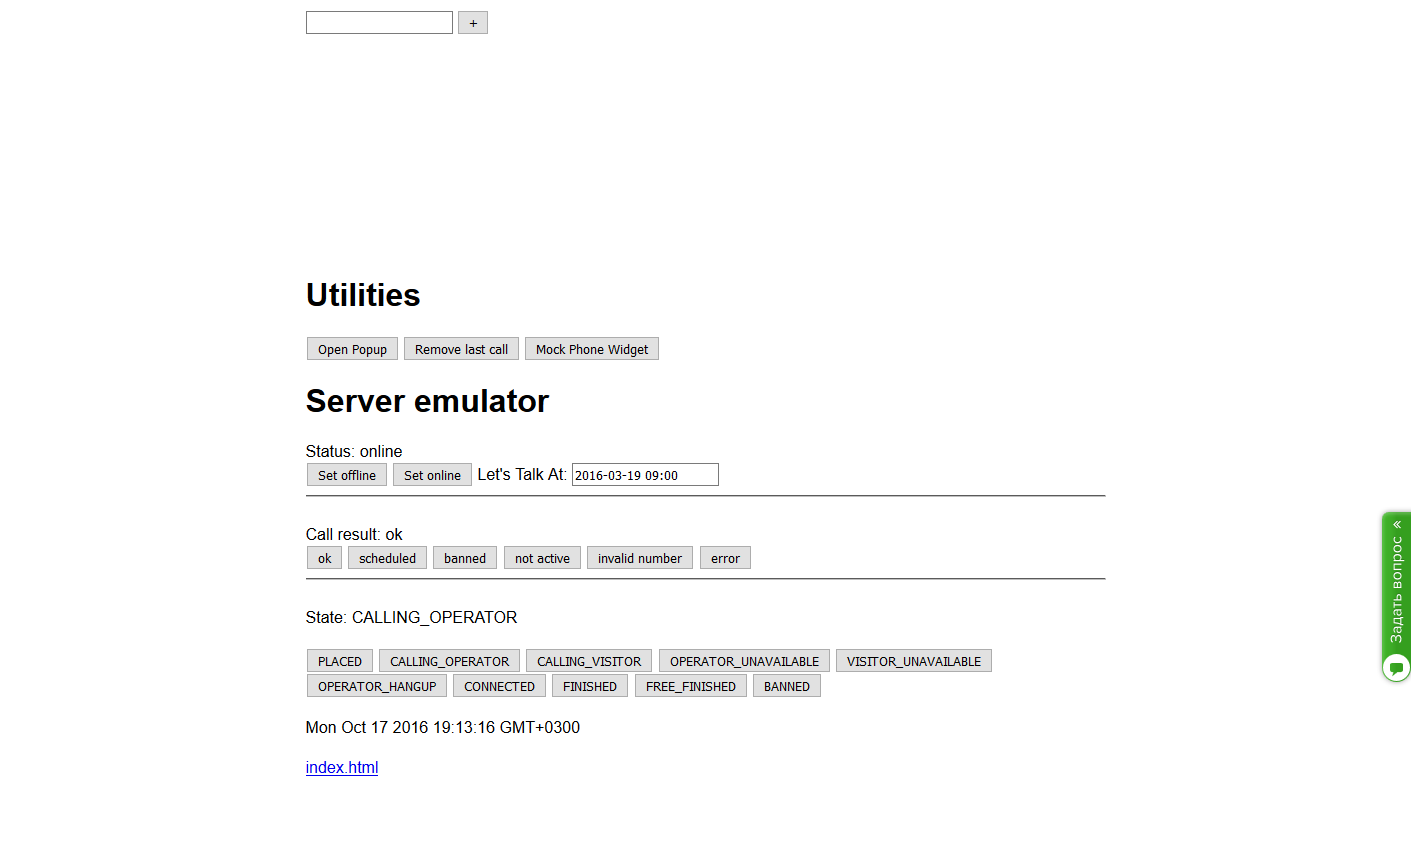 +
Utilities
Open Popup Remove last call Mock Phone Widget
Server emulator
Status: online
Set offline Set online Let's Talk At: 2016-03-19 09:00
Call result: ok
ok scheduled banned not active invalid number error
State: CALLING_OPERATOR
PLACED CALLING_OPERATOR CALLING_VISITOR OPERATOR_UNAVAILABLE VISITOR_UNAVAILABLE
OPERATOR_HANGUP CONNECTED FINISHED FREE_FINISHED BANNED
Mon Oct 17 2016 19:13:16 GMT+0300
index.html
Задать вопрос «